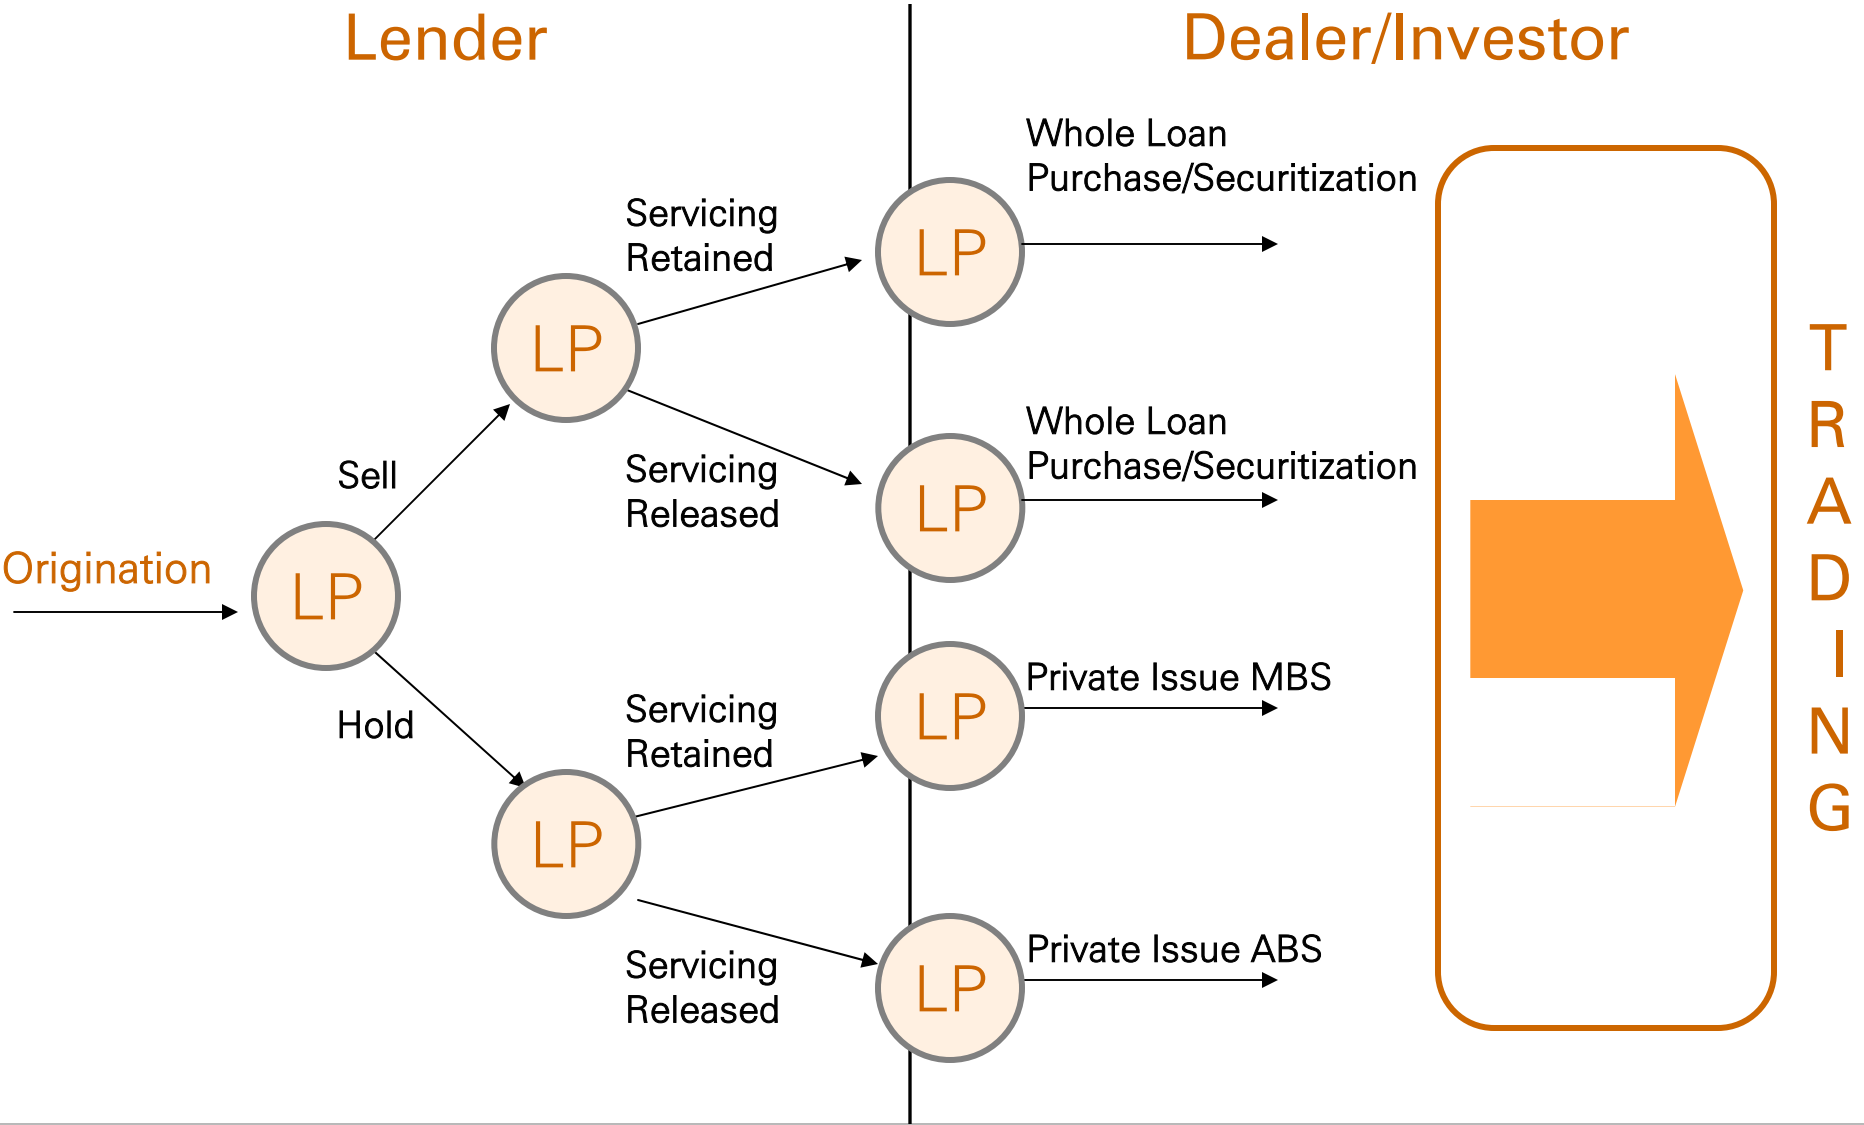 Lender
Dealer/Investor
Whole Loan
Purchase/Securitization
Servicing
Retained
LP
LP
Sell
Servicing
Released
Whole Loan
Purchase/Securitization
LP
Origination
LP
Hold
Servicing
Retained
Private Issue MBS
LP
LP
Servicing
Released
Private Issue ABS
LP
T
R
A
D
I
N
G